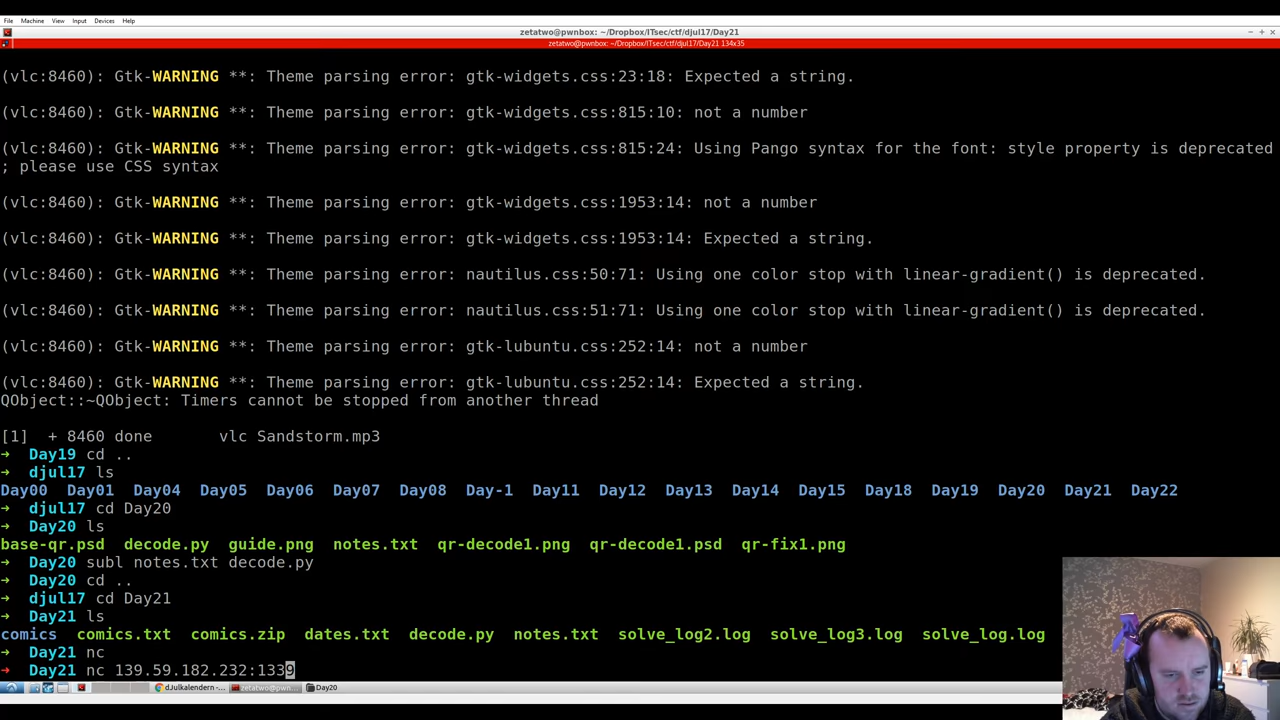 File Machine View Input Devices Help
zetatwo@pwnbox: ~/Dropbox/ITsec/ctf/djul17/Day21
zetatwo@pwnbox: ~/Dropbox/ITsec/ctf/djul17/Day21 134x35
(vlc:8460): Gtk-WARNING **: Theme parsing error: gtk-widgets.css:23:18: Expected a string.
(vlc:8460): Gtk-WARNING **: Theme parsing error: gtk-widgets.css:815:10: not a number
(vlc:8460): Gtk-WARNING **: Theme parsing error: gtk-widgets.css:815:24: Using Pango syntax for the font: style property is deprecated
; please use CSS syntax
(vlc:8460): Gtk-WARNING **: Theme parsing error: gtk-widgets.css:1953:14: not a number
(vlc:8460): Gtk-WARNING **: Theme parsing error: gtk-widgets.css:1953:14: Expected a string.
(vlc:8460): Gtk-WARNING **: Theme parsing error: nautilus.css:50:71: Using one color stop with linear-gradient() is deprecated.
(vlc:8460): Gtk-WARNING **: Theme parsing error: nautilus.css:51:71: Using one color stop with linear-gradient() is deprecated.
(vlc:8460): Gtk-WARNING **: Theme parsing error: gtk-lubuntu.css:252:14: not a number
(vlc:8460): Gtk-WARNING **: Theme parsing error: gtk-lubuntu.css:252:14: Expected a string.
QObject::~QObject: Timers cannot be stopped from another thread
[1]  + 8460 done       vlc Sandstorm.mp3
➜  Day19 cd ..
➜  djul17 ls
Day00  Day01  Day04  Day05  Day06  Day07  Day08  Day-1  Day11  Day12  Day13  Day14  Day15  Day18  Day19  Day20  Day21  Day22
➜  djul17 cd Day20
➜  Day20 ls
base-qr.psd  decode.py  guide.png  notes.txt  qr-decode1.png  qr-decode1.psd  qr-fix1.png
➜  Day20 subl notes.txt decode.py
➜  Day20 cd ..
➜  djul17 cd Day21
➜  Day21 ls
comics  comics.txt  comics.zip  dates.txt  decode.py  notes.txt  solve_log2.log  solve_log3.log  solve_log.log
➜  Day21 nc
➜  Day21 nc 139.59.182.232:1339
dJulkalendern -... zetatwo@pwnbox: ~... Day20